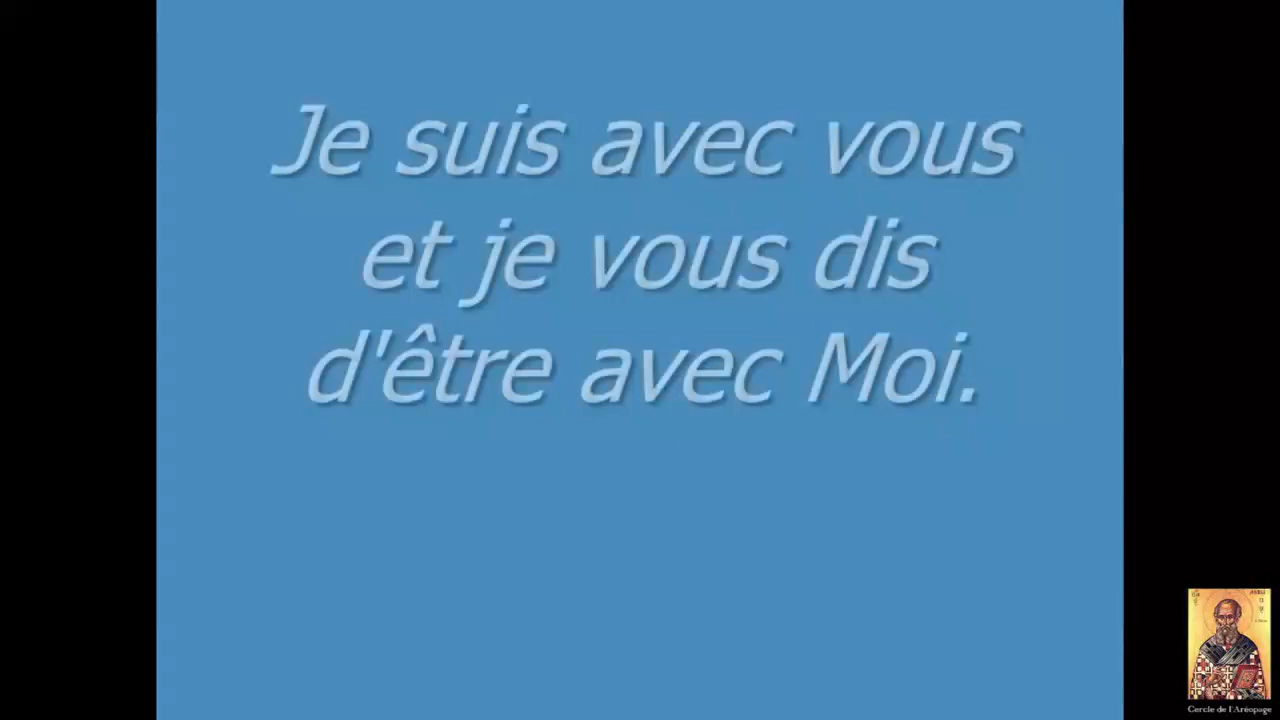 Je suis avec vous
et je vous dis
d'être avec Moi.
Cercle de l'Aréopage